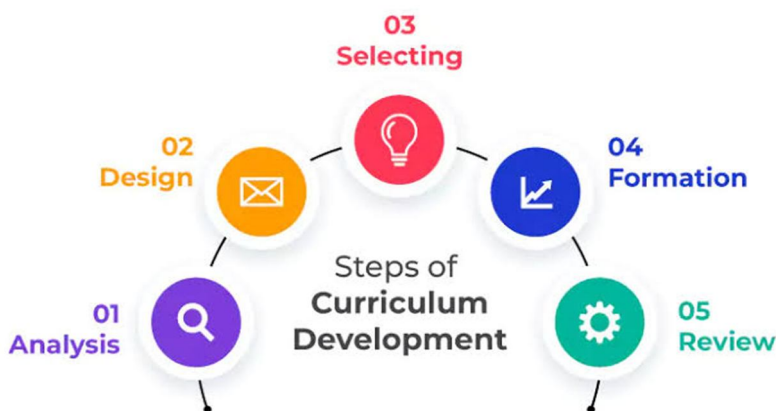 01
Analysis
02
Design
03
Selecting
04
Formation
05
Review
Steps of
Curriculum
Development